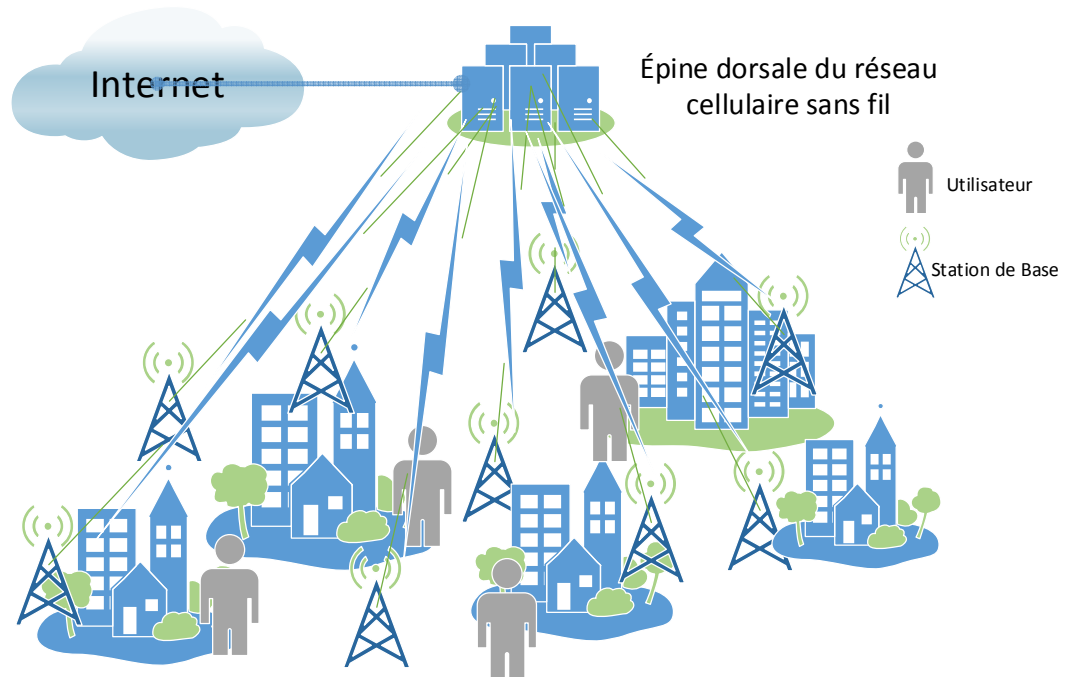 Internet
Épine dorsale du réseau
cellulaire sans fil
Utilisateur
Station de Base